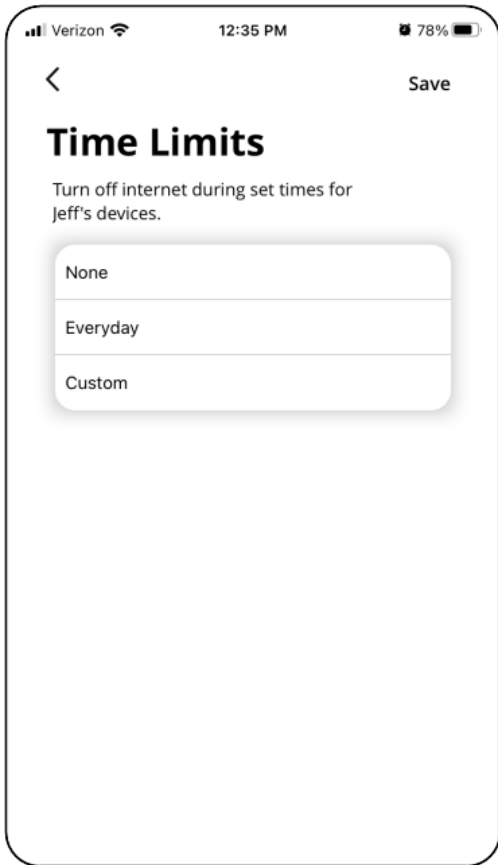 Verizon 12:35 PM 78%
Save
Time Limits
Turn off internet during set times for
Jeff's devices.
None
Everyday
Custom